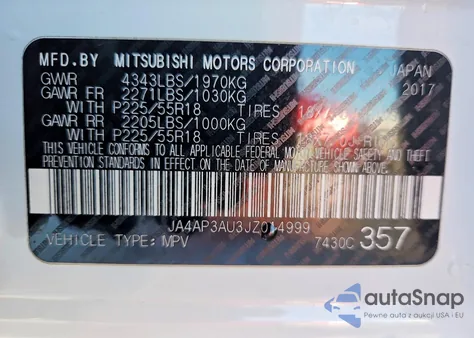 MFD.BY MITSUBISHI MOTORS CORPORATION
GVWR 4343LBS/1970KG JAPAN
GAWR FR 2271LBS/1030KG 2017
WITH P225/55R18 TIRES
GAWR RR 2205LBS/1000KG
WITH P225/55R18 TIRES
THIS VEHICLE CONFORMS TO ALL APPLICABLE FEDERAL MOTOR VEHICLE SAFETY AND THEFT
PREVENTION STANDARDS IN EFFECT ON THE DATE OF MANUFACTURE SHOWN ABOVE.
JA4AP3AU3JZ014999
VEHICLE TYPE: MPV 7430C 357
autoSnap
Pewne auto z USA i EU